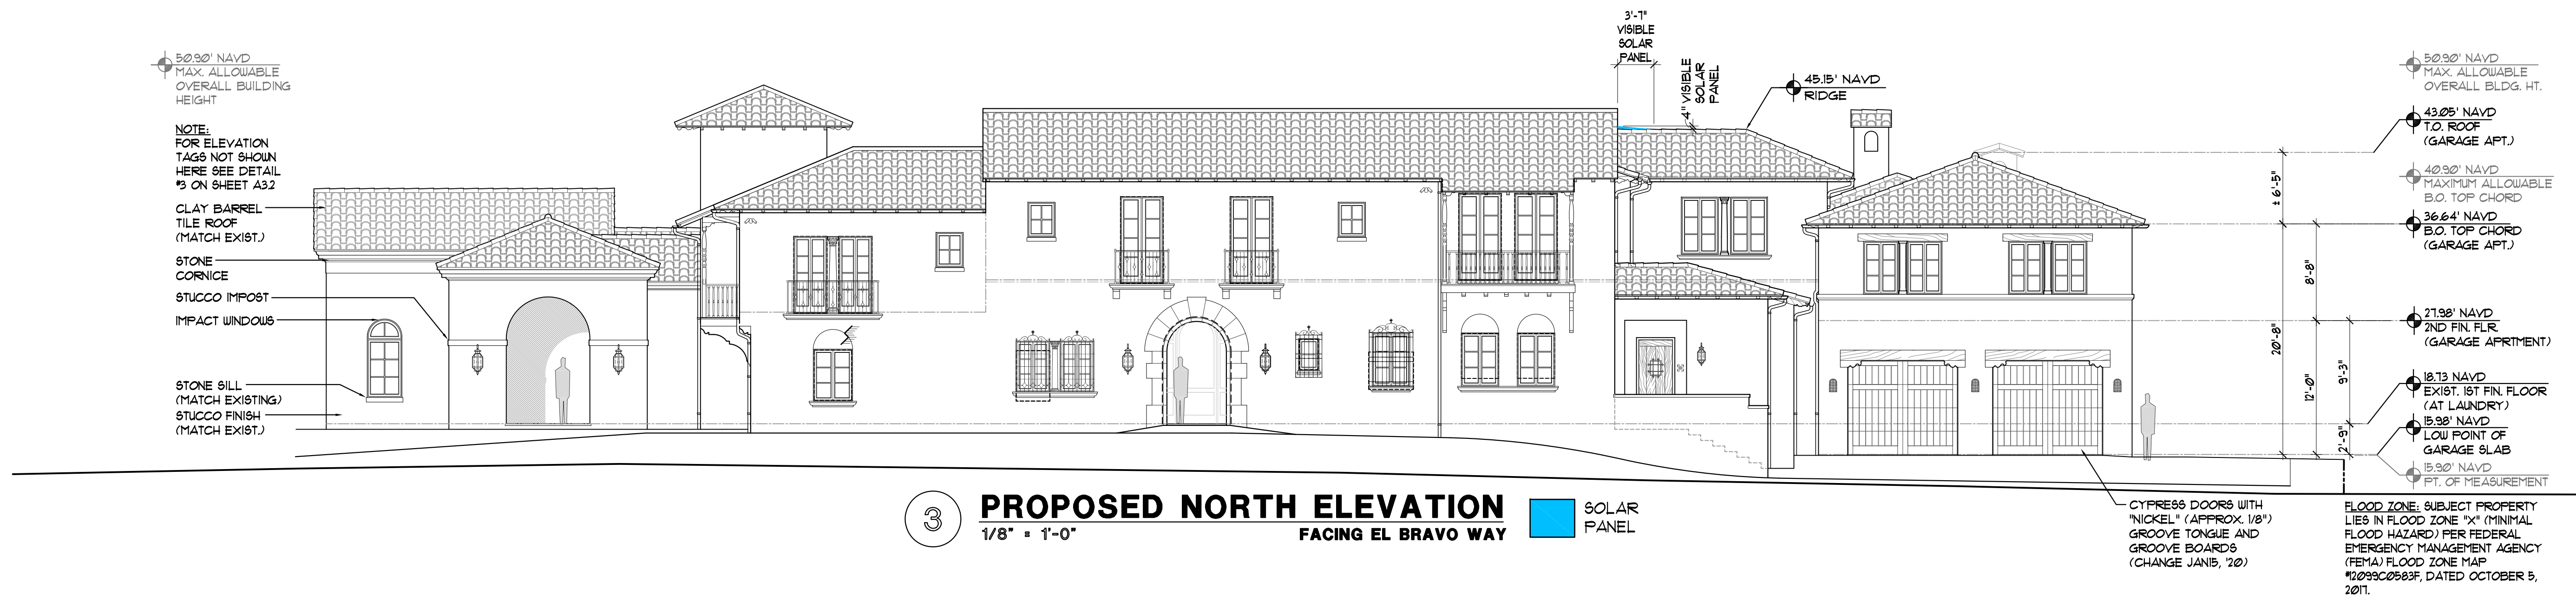 50.90' NAVD
MAX. ALLOWABLE
OVERALL BUILDING
HEIGHT
NOTE:
FOR ELEVATION
TAGS NOT SHOWN
HERE SEE DETAIL
#3 ON SHEET A3.2
CLAY BARREL
TILE ROOF
(MATCH EXIST.)
STONE
CORNICE
STUCCO IMPOST
IMPACT WINDOWS
STONE SILL
(MATCH EXISTING)
STUCCO FINISH
(MATCH EXIST.)
3'-7"
VISIBLE
SOLAR
PANEL
4" VISIBLE
SOLAR
PANEL
45.15' NAVD
RIDGE
50.90' NAVD
MAX. ALLOWABLE
OVERALL BLDG. HT.
43.05' NAVD
T.O. ROOF
(GARAGE APT.)
40.90' NAVD
MAXIMUM ALLOWABLE
B.O. TOP CHORD
36.64' NAVD
B.O. TOP CHORD
(GARAGE APT.)
27.98' NAVD
2ND FIN. FLR.
(GARAGE APRTMENT)
18.73 NAVD
EXIST. 1ST FIN. FLOOR
(AT LAUNDRY)
15.98' NAVD
LOW POINT OF
GARAGE SLAB
15.90' NAVD
PT. OF MEASUREMENT
± 6'-5"
8'-8"
20'-8"
12'-0"
9'-3"
2'-9"
3
PROPOSED NORTH ELEVATION
1/8" = 1'-0"
FACING EL BRAVO WAY
SOLAR
PANEL
CYPRESS DOORS WITH
"NICKEL" (APPROX. 1/8")
GROOVE TONGUE AND
GROOVE BOARDS
(CHANGE JAN15, '20)
FLOOD ZONE: SUBJECT PROPERTY
LIES IN FLOOD ZONE "X" (MINIMAL
FLOOD HAZARD) PER FEDERAL
EMERGENCY MANAGEMENT AGENCY
(FEMA) FLOOD ZONE MAP
#12099C0583F, DATED OCTOBER 5,
2017.